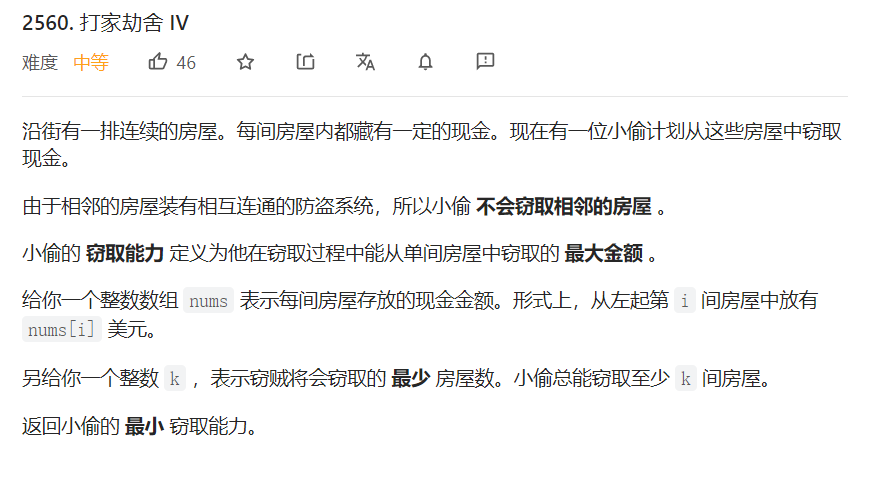 2560. 打家劫舍 IV
难度 中等 46
沿街有一排连续的房屋。每间房屋内都藏有一定的现金。现在有一位小偷计划从这些房屋中窃取
现金。
由于相邻的房屋装有相互连通的防盗系统，所以小偷 不会窃取相邻的房屋 。
小偷的 窃取能力 定义为他在窃取过程中能从单间房屋中窃取的 最大金额 。
给你一个整数数组 nums 表示每间房屋存放的现金金额。形式上，从左起第 i 间房屋中放有
nums[i] 美元。
另给你一个整数 k ，表示窃贼将会窃取的 最少 房屋数。小偷总能窃取至少 k 间房屋。
返回小偷的 最小 窃取能力。